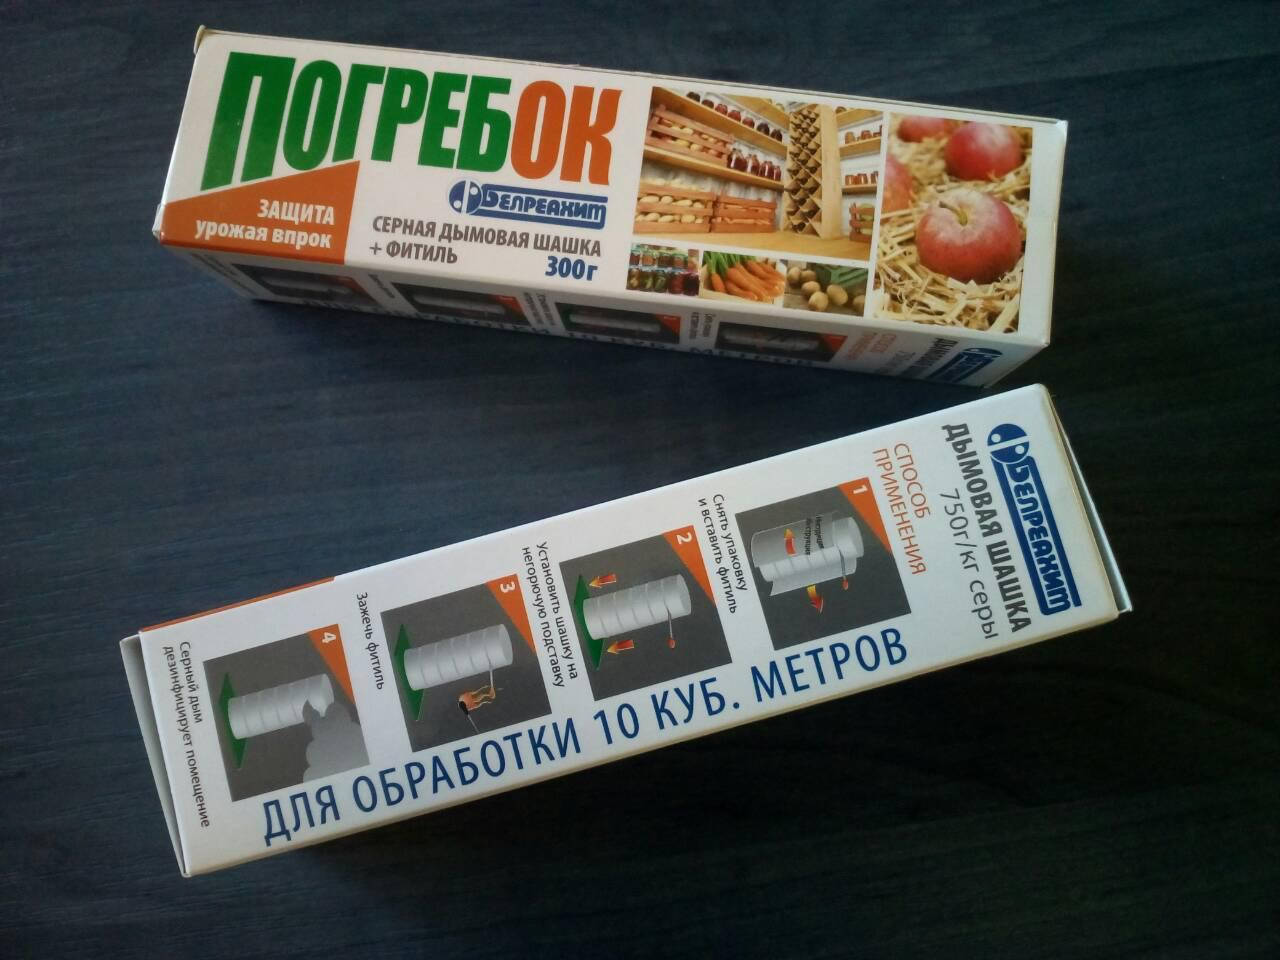 ПОГРЕБОК
ЗАЩИТА
урожая впрок
БЕЛРЕАХИМ
СЕРНАЯ ДЫМОВАЯ ШАШКА
+ ФИТИЛЬ
300г
БЕЛРЕАХИМ
ДЫМОВАЯ ШАШКА
750г/кг серы
СПОСОБ
ПРИМЕНЕНИЯ
1
Снять упаковку
и вставить фитиль
2
Установить шашку на
негорючую подставку
3
Зажечь фитиль
4
Серный дым
дезинфицирует помещение
ДЛЯ ОБРАБОТКИ 10 КУБ. МЕТРОВ